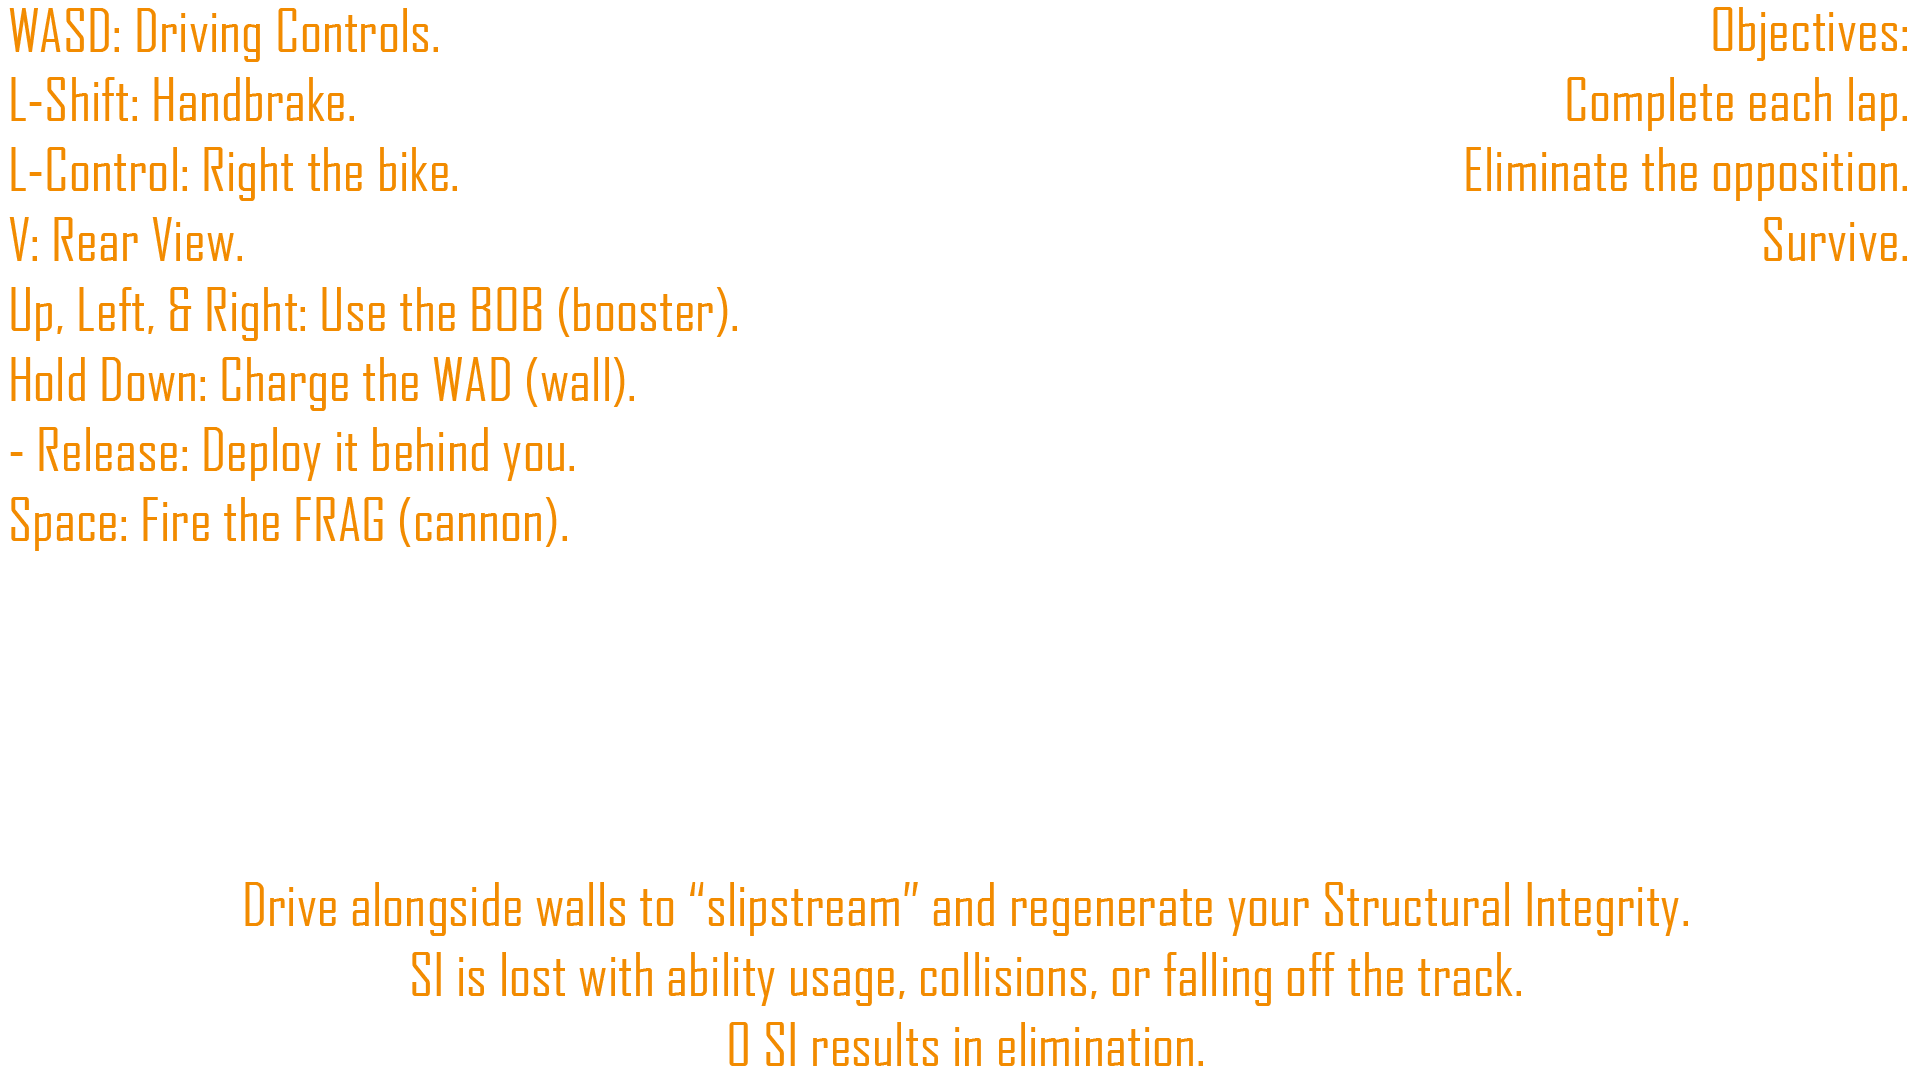 WASD: Driving Controls.
L-Shift: Handbrake.
L-Control: Right the bike.
V: Rear View.
Up, Left, & Right: Use the BOB (booster).
Hold Down: Charge the WAD (wall).
- Release: Deploy it behind you.
Space: Fire the FRAG (cannon).
Objectives:
Complete each lap.
Eliminate the opposition.
Survive.
Drive alongside walls to “slipstream” and regenerate your Structural Integrity.
SI is lost with ability usage, collisions, or falling off the track.
0 SI results in elimination.